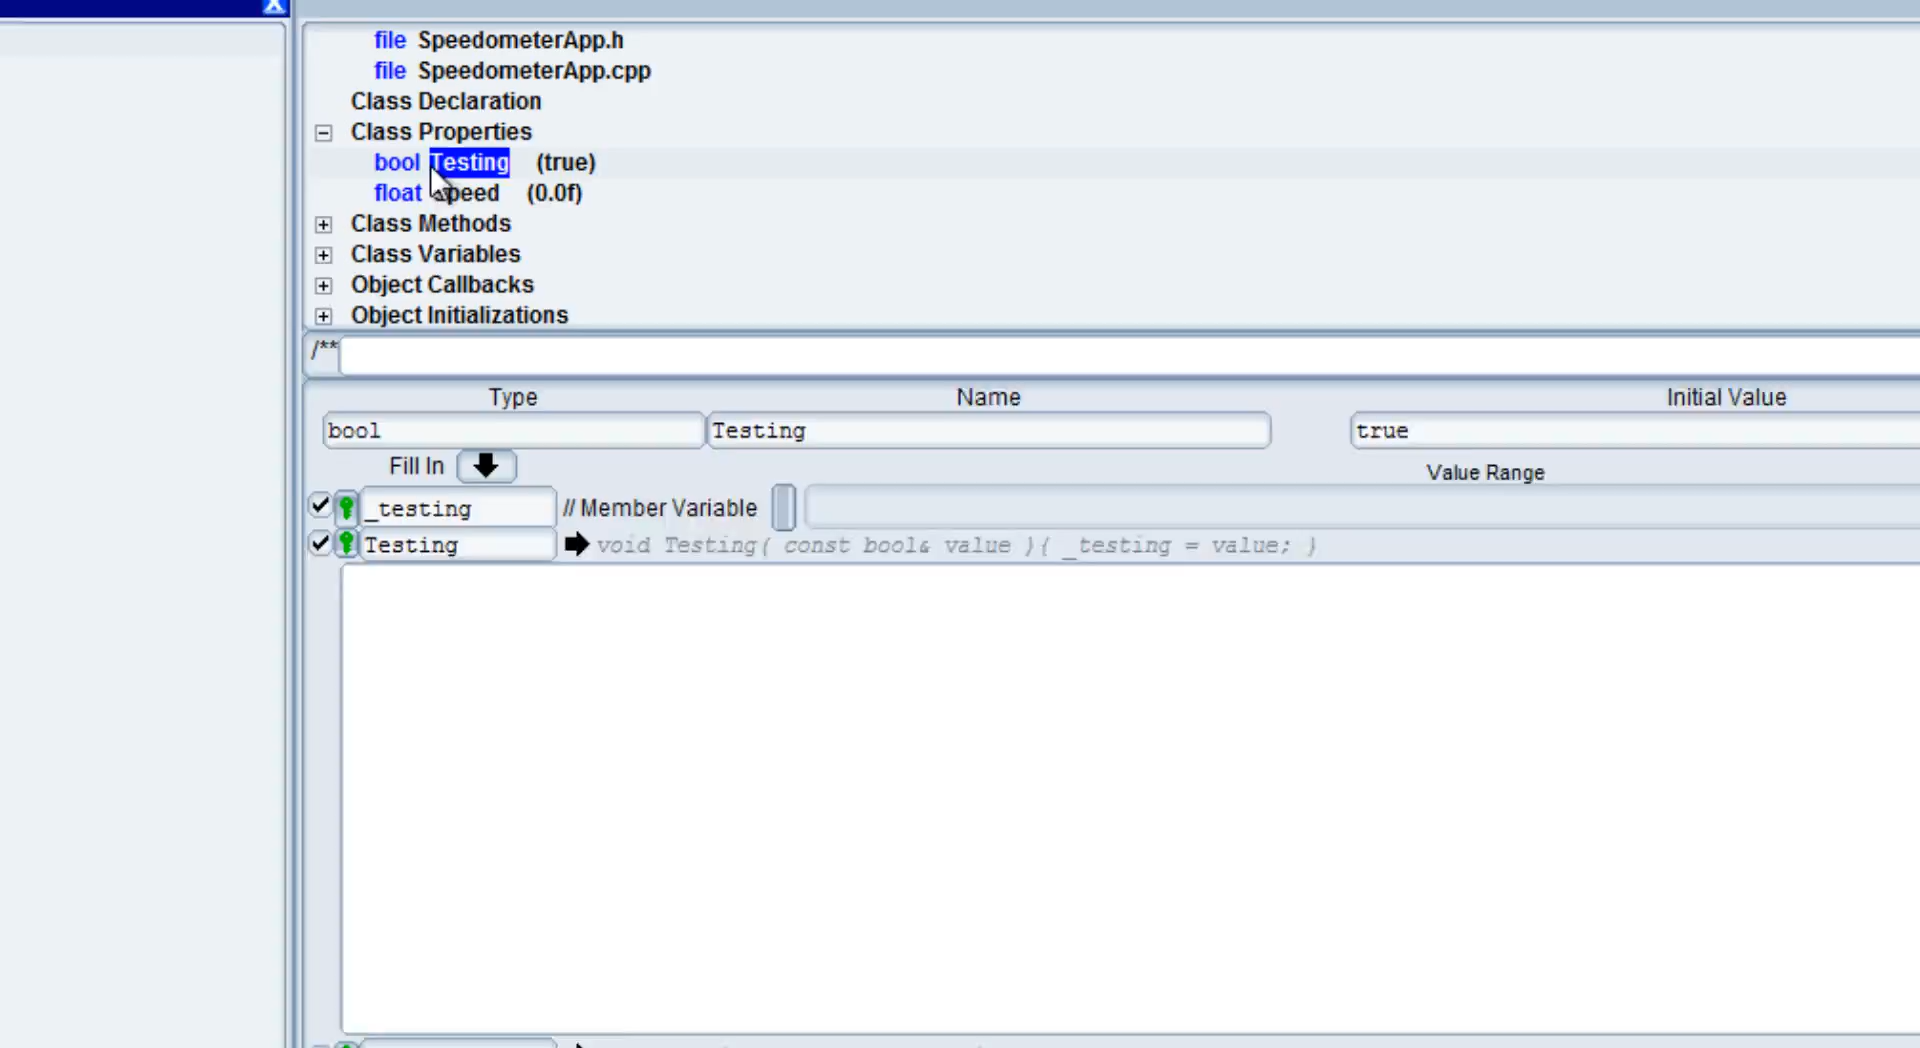 X
file SpeedometerApp.h
file SpeedometerApp.cpp
Class Declaration
Class Properties
bool Testing (true)
float Speed (0.0f)
Class Methods
Class Variables
Object Callbacks
Object Initializations
/**
Type Name Initial Value
bool Testing true
Fill In Value Range
_testing // Member Variable
Testing void Testing( const bool& value ){ _testing = value; }